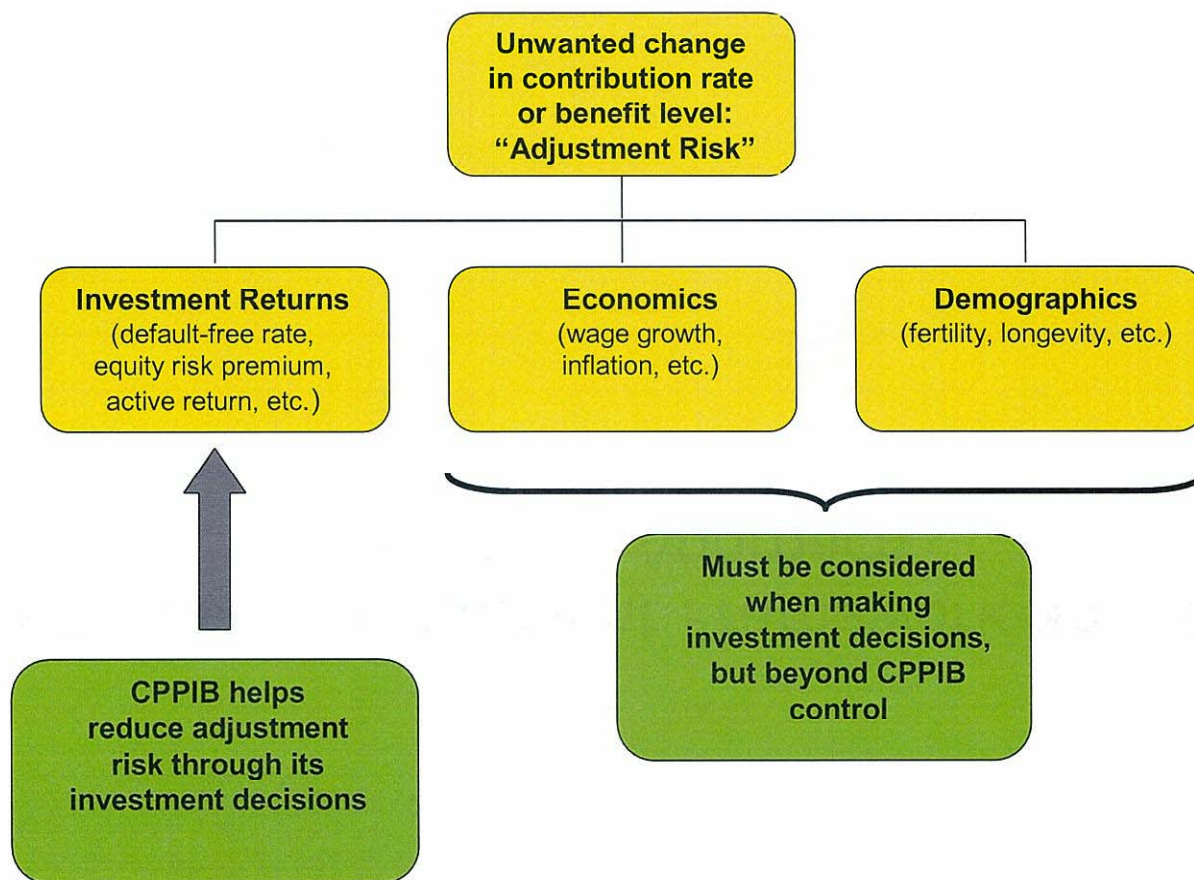 Unwanted change
in contribution rate
or benefit level:
“Adjustment Risk”
Investment Returns
(default-free rate,
equity risk premium,
active return, etc.)
Economics
(wage growth,
inflation, etc.)
Demographics
(fertility, longevity, etc.)
Must be considered
when making
investment decisions,
but beyond CPPIB
control
CPPIB helps
reduce adjustment
risk through its
investment decisions